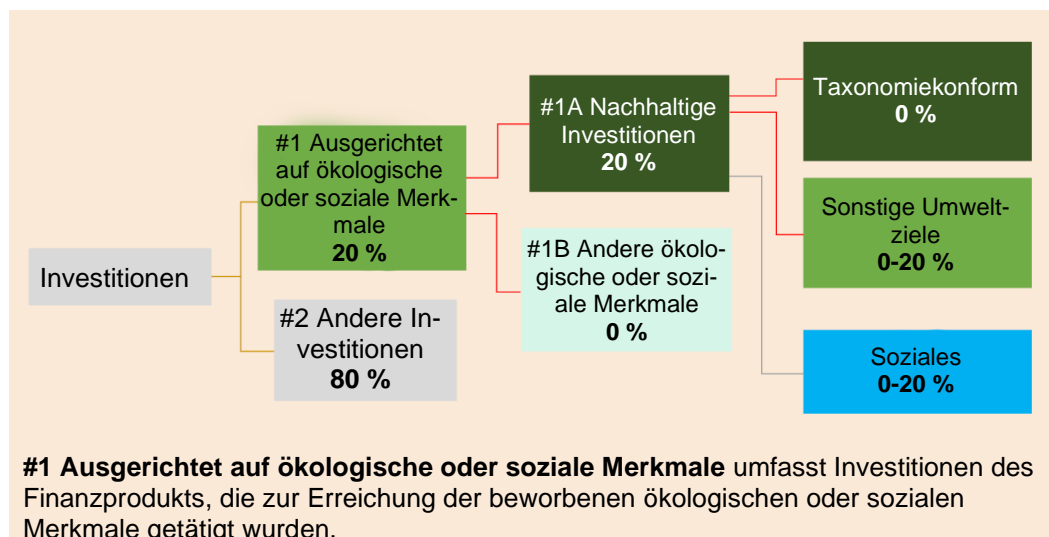 Investitionen
#1 Ausgerichtet
auf ökologische
oder soziale Merk-
male
20 %
#2 Andere In-
vestitionen
80 %
#1A Nachhaltige
Investitionen
20 %
#1B Andere ökolo-
gische oder sozi-
ale Merkmale
0 %
Taxonomiekonform
0 %
Sonstige Umwelt-
ziele
0-20 %
Soziales
0-20 %
#1 Ausgerichtet auf ökologische oder soziale Merkmale umfasst Investitionen des
Finanzprodukts, die zur Erreichung der beworbenen ökologischen oder sozialen
Merkmale getätigt wurden.